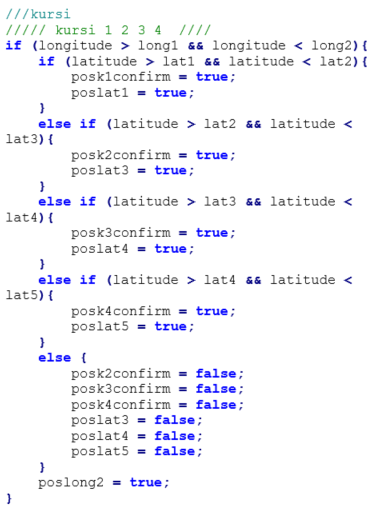 ///kursi
///// kursi 1 2 3 4  ////
if (longitude > long1 && longitude < long2){
    if (latitude > lat1 && latitude < lat2){
        posk1confirm = true;
        poslat1 = true;
    }
    else if (latitude > lat2 && latitude <
lat3){
        posk2confirm = true;
        poslat3 = true;
    }
    else if (latitude > lat3 && latitude <
lat4){
        posk3confirm = true;
        poslat4 = true;
    }
    else if (latitude > lat4 && latitude <
lat5){
        posk4confirm = true;
        poslat5 = true;
    }
    else {
        posk2confirm = false;
        posk3confirm = false;
        posk4confirm = false;
        poslat3 = false;
        poslat4 = false;
        poslat5 = false;
    }
    poslong2 = true;
}